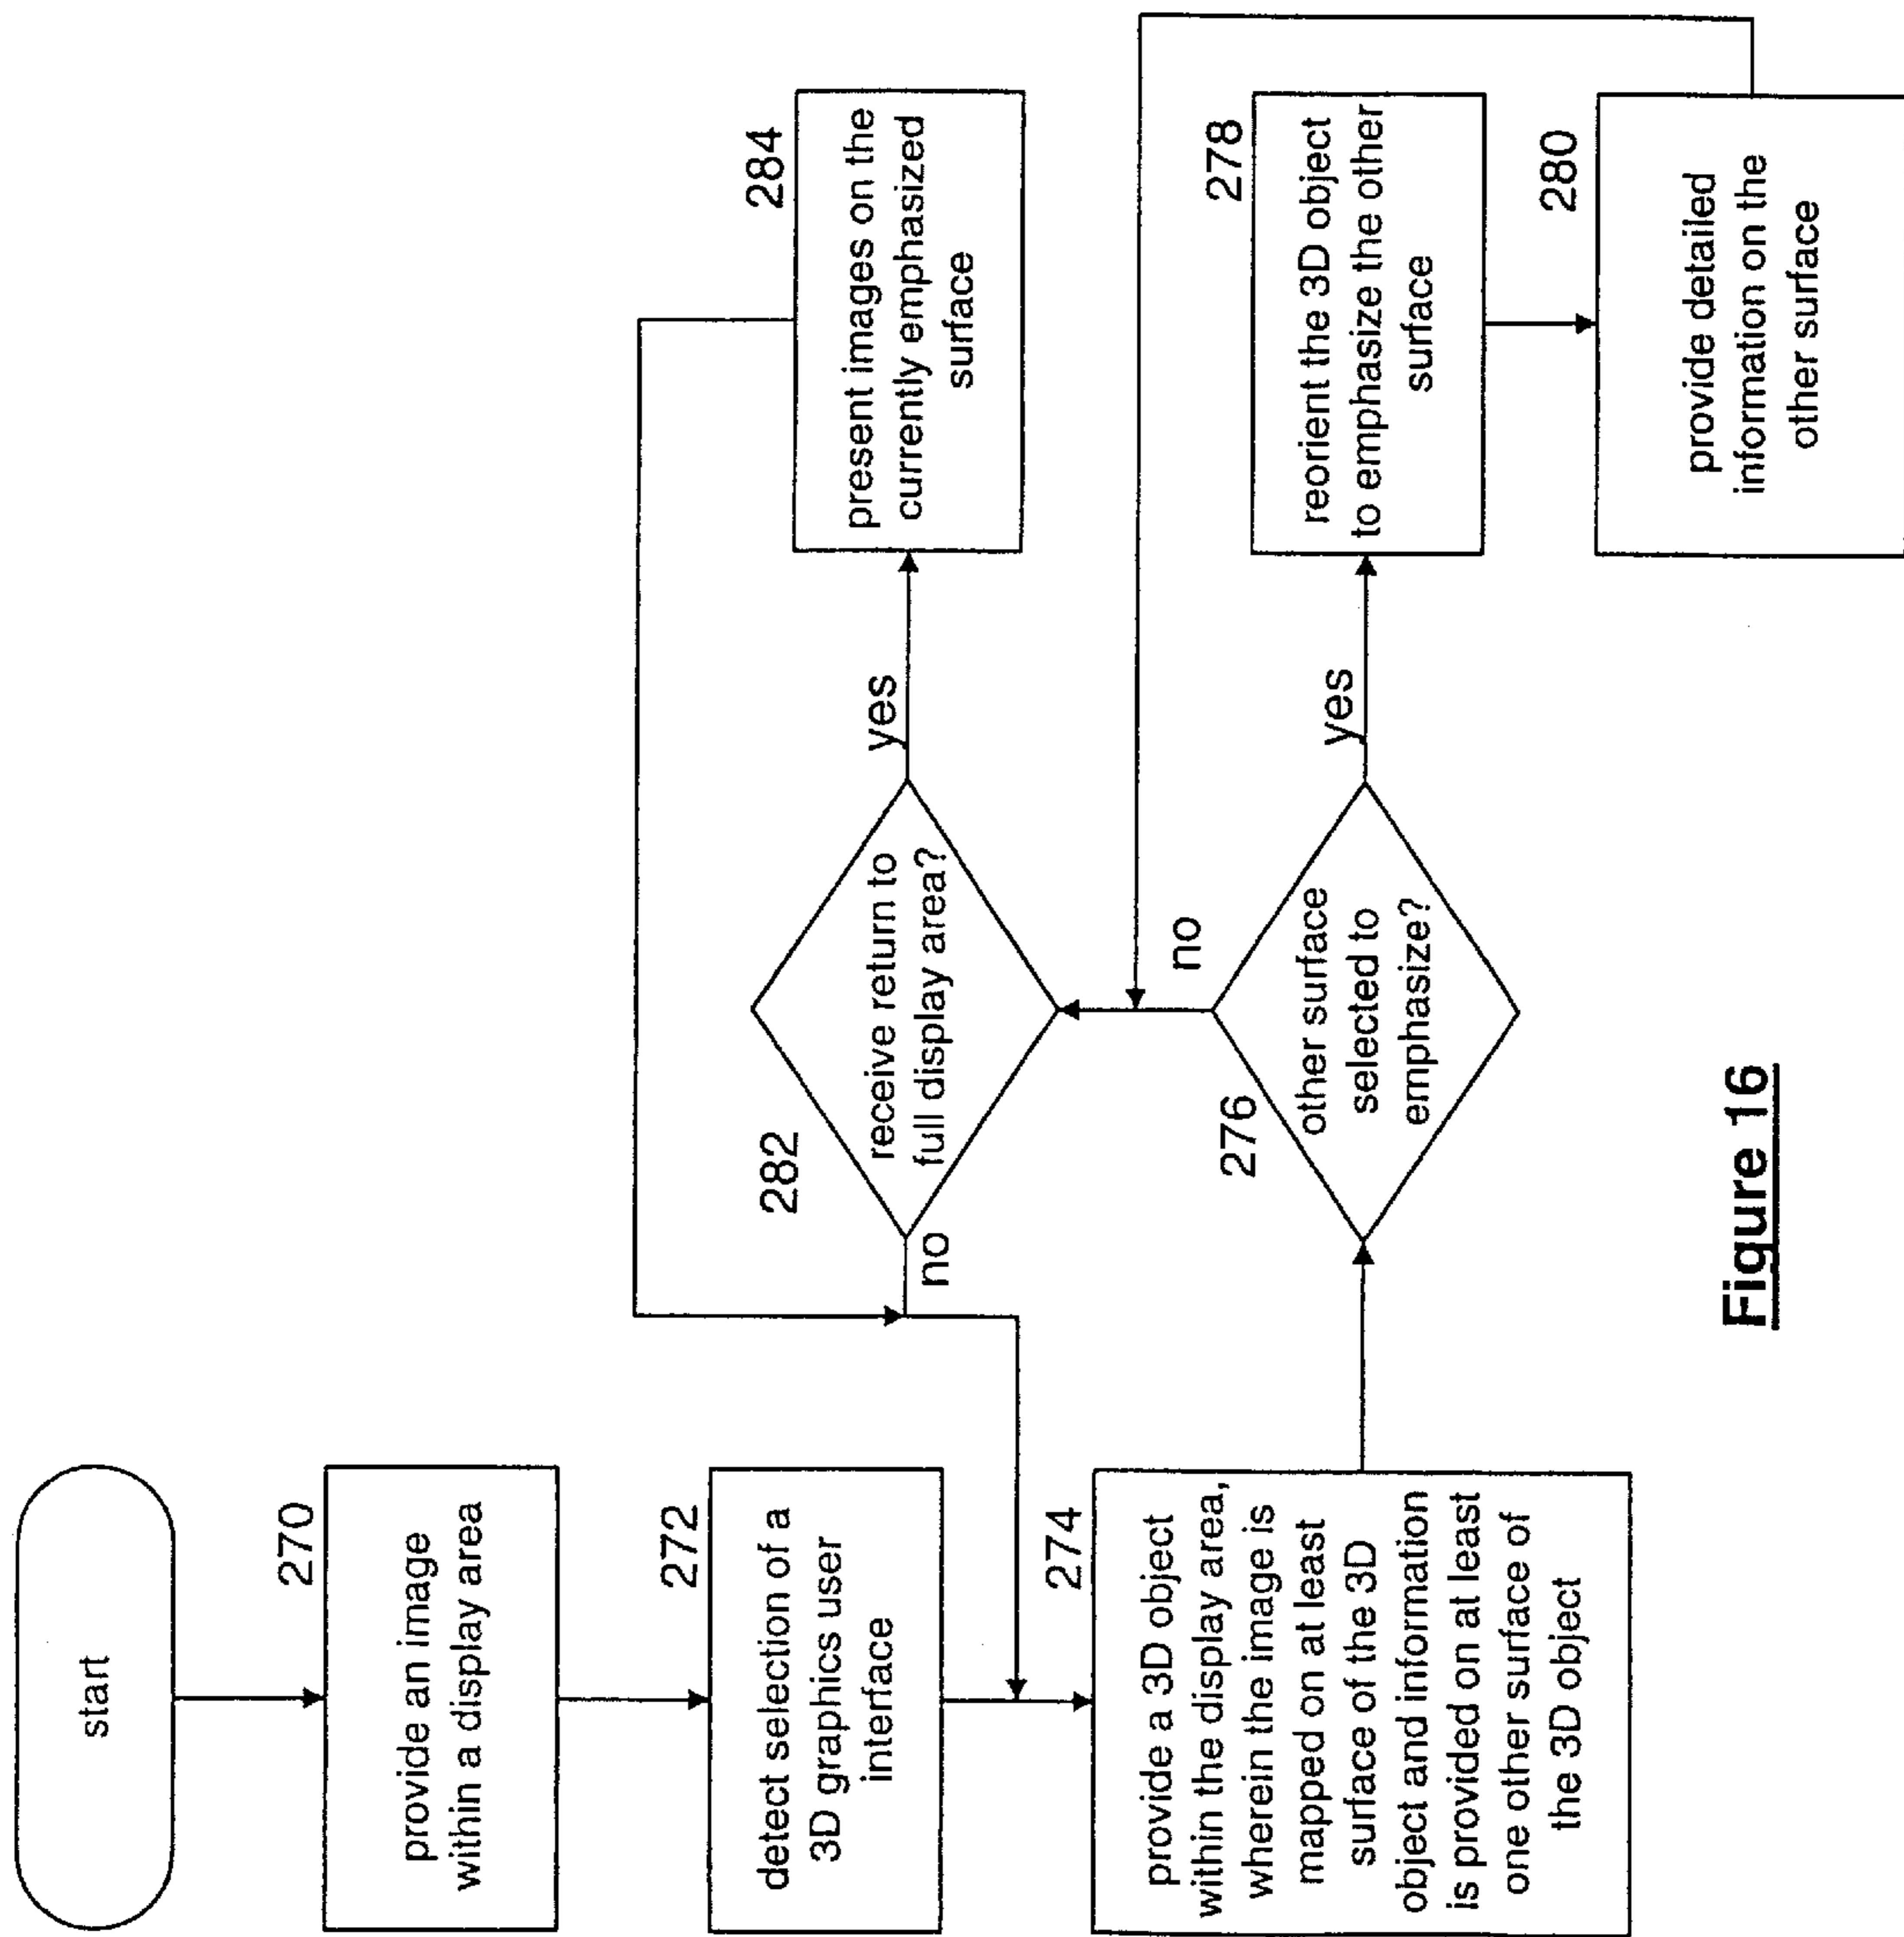 start
270
provide an image
within a display area
272
detect selection of a
3D graphics user
interface
274
provide a 3D object
within the display area,
wherein the image is
mapped on at least
surface of the 3D
object and information
is provided on at least
one other surface of
the 3D object
276
other surface
selected to
emphasize?
no
yes
278
reorient the 3D object
to emphasize the other
surface
280
provide detailed
information on the
other surface
282
receive return to
full display area?
no
yes
284
present images on the
currently emphasized
surface
Figure 16